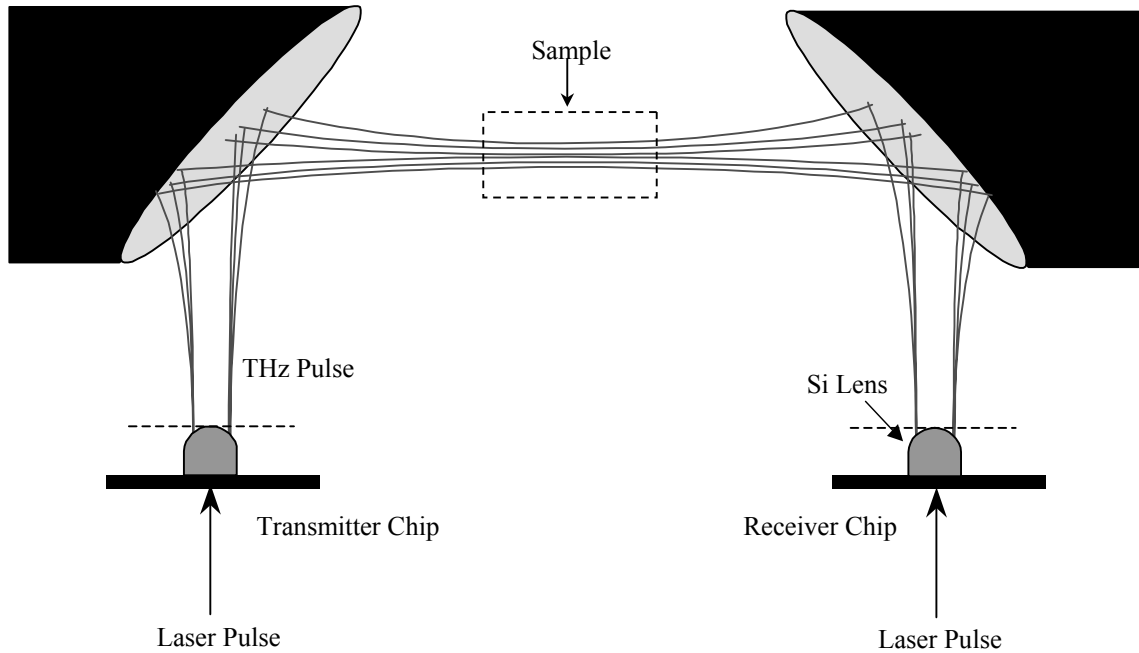 Sample
THz Pulse
Si Lens
Transmitter Chip
Receiver Chip
Laser Pulse
Laser Pulse